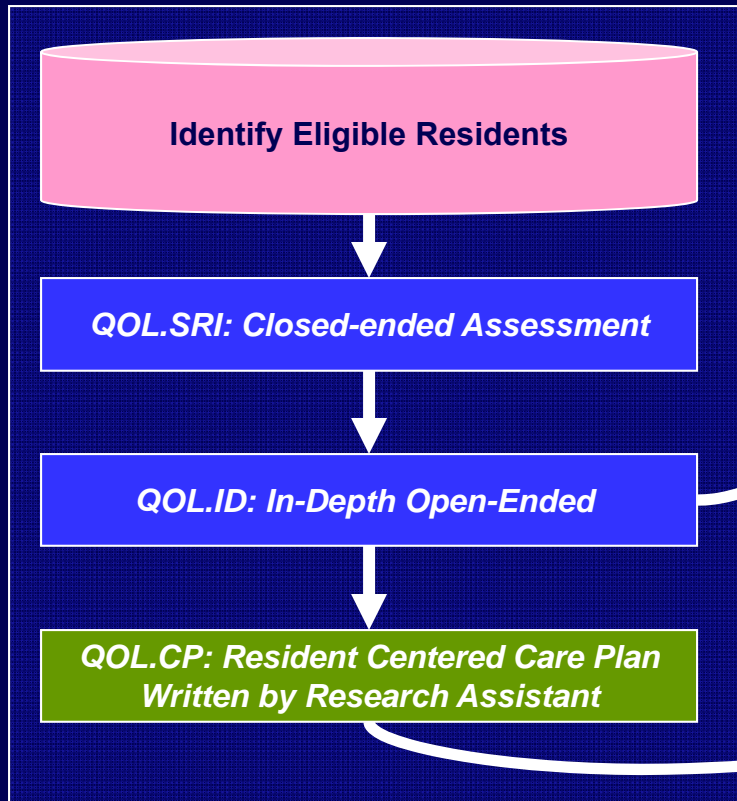 Identify Eligible Residents
QOL.SRI: Closed-ended Assessment
QOL.ID: In-Depth Open-Ended
QOL.CP: Resident Centered Care Plan
Written by Research Assistant